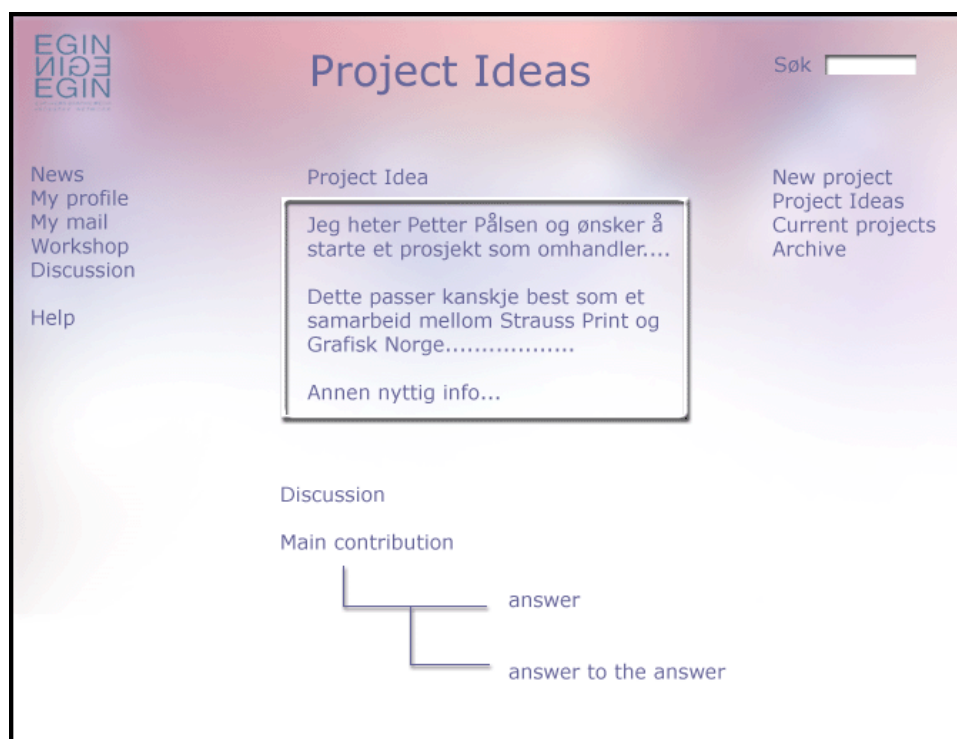 EGIN
EGIN
EGIN
Project Ideas
Søk
News
My profile
My mail
Workshop
Discussion
Help
Project Idea
Jeg heter Petter Pålsen og ønsker å
starte et prosjekt som omhandler....
Dette passer kanskje best som et
samarbeid mellom Strauss Print og
Grafisk Norge..................
Annen nyttig info...
New project
Project Ideas
Current projects
Archive
Discussion
Main contribution
answer
answer to the answer